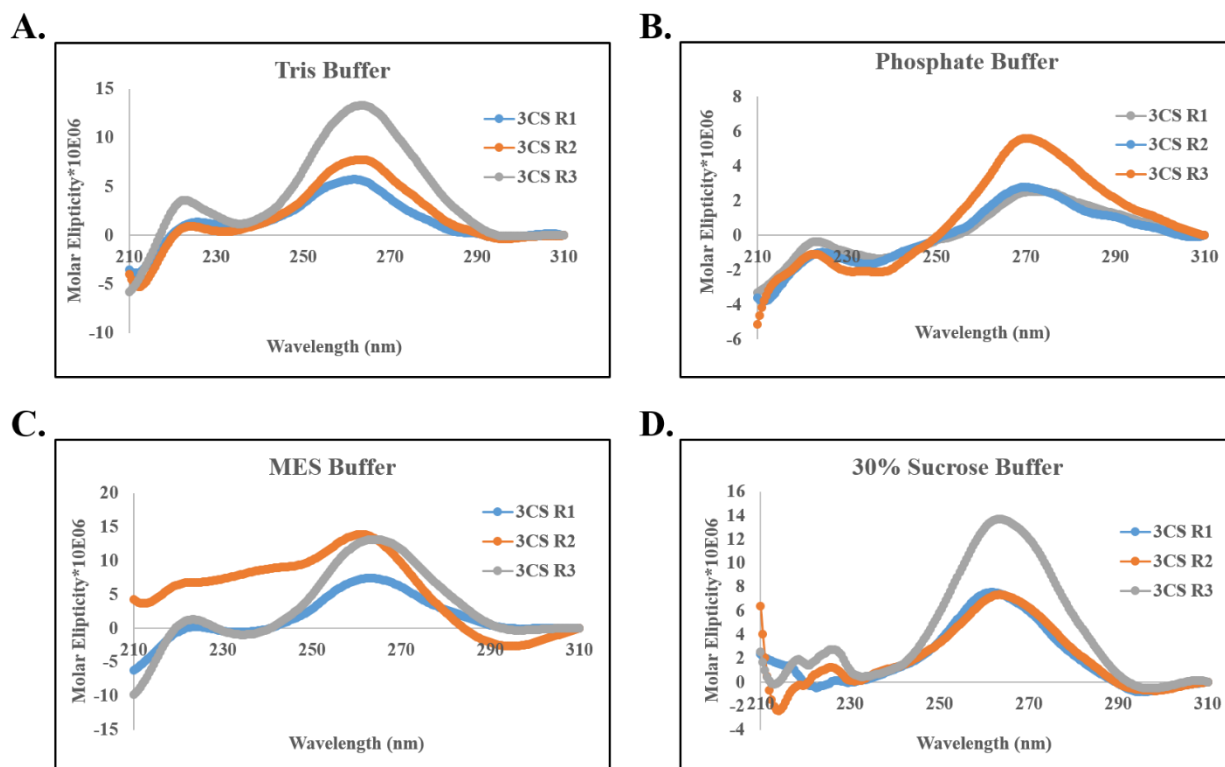 A.
Tris Buffer
Molar Elipticity*10E06
15
10
5
0
-5
-10
210
230
250
270
290
310
Wavelength (nm)
3CS R1
3CS R2
3CS R3
B.
Phosphate Buffer
Molar Elipticity*10E06
8
6
4
2
0
-2
-4
-6
210
230
250
270
290
310
Wavelength (nm)
3CS R1
3CS R2
3CS R3
C.
MES Buffer
Molar Elipticity*10E06
20
15
10
5
0
-5
-10
-15
210
230
250
270
290
310
Wavelength (nm)
3CS R1
3CS R2
3CS R3
D.
30% Sucrose Buffer
Molar Elipticity*10E06
16
14
12
10
8
6
4
2
0
-2
-4
210
230
250
270
290
310
Wavelength (nm)
3CS R1
3CS R2
3CS R3